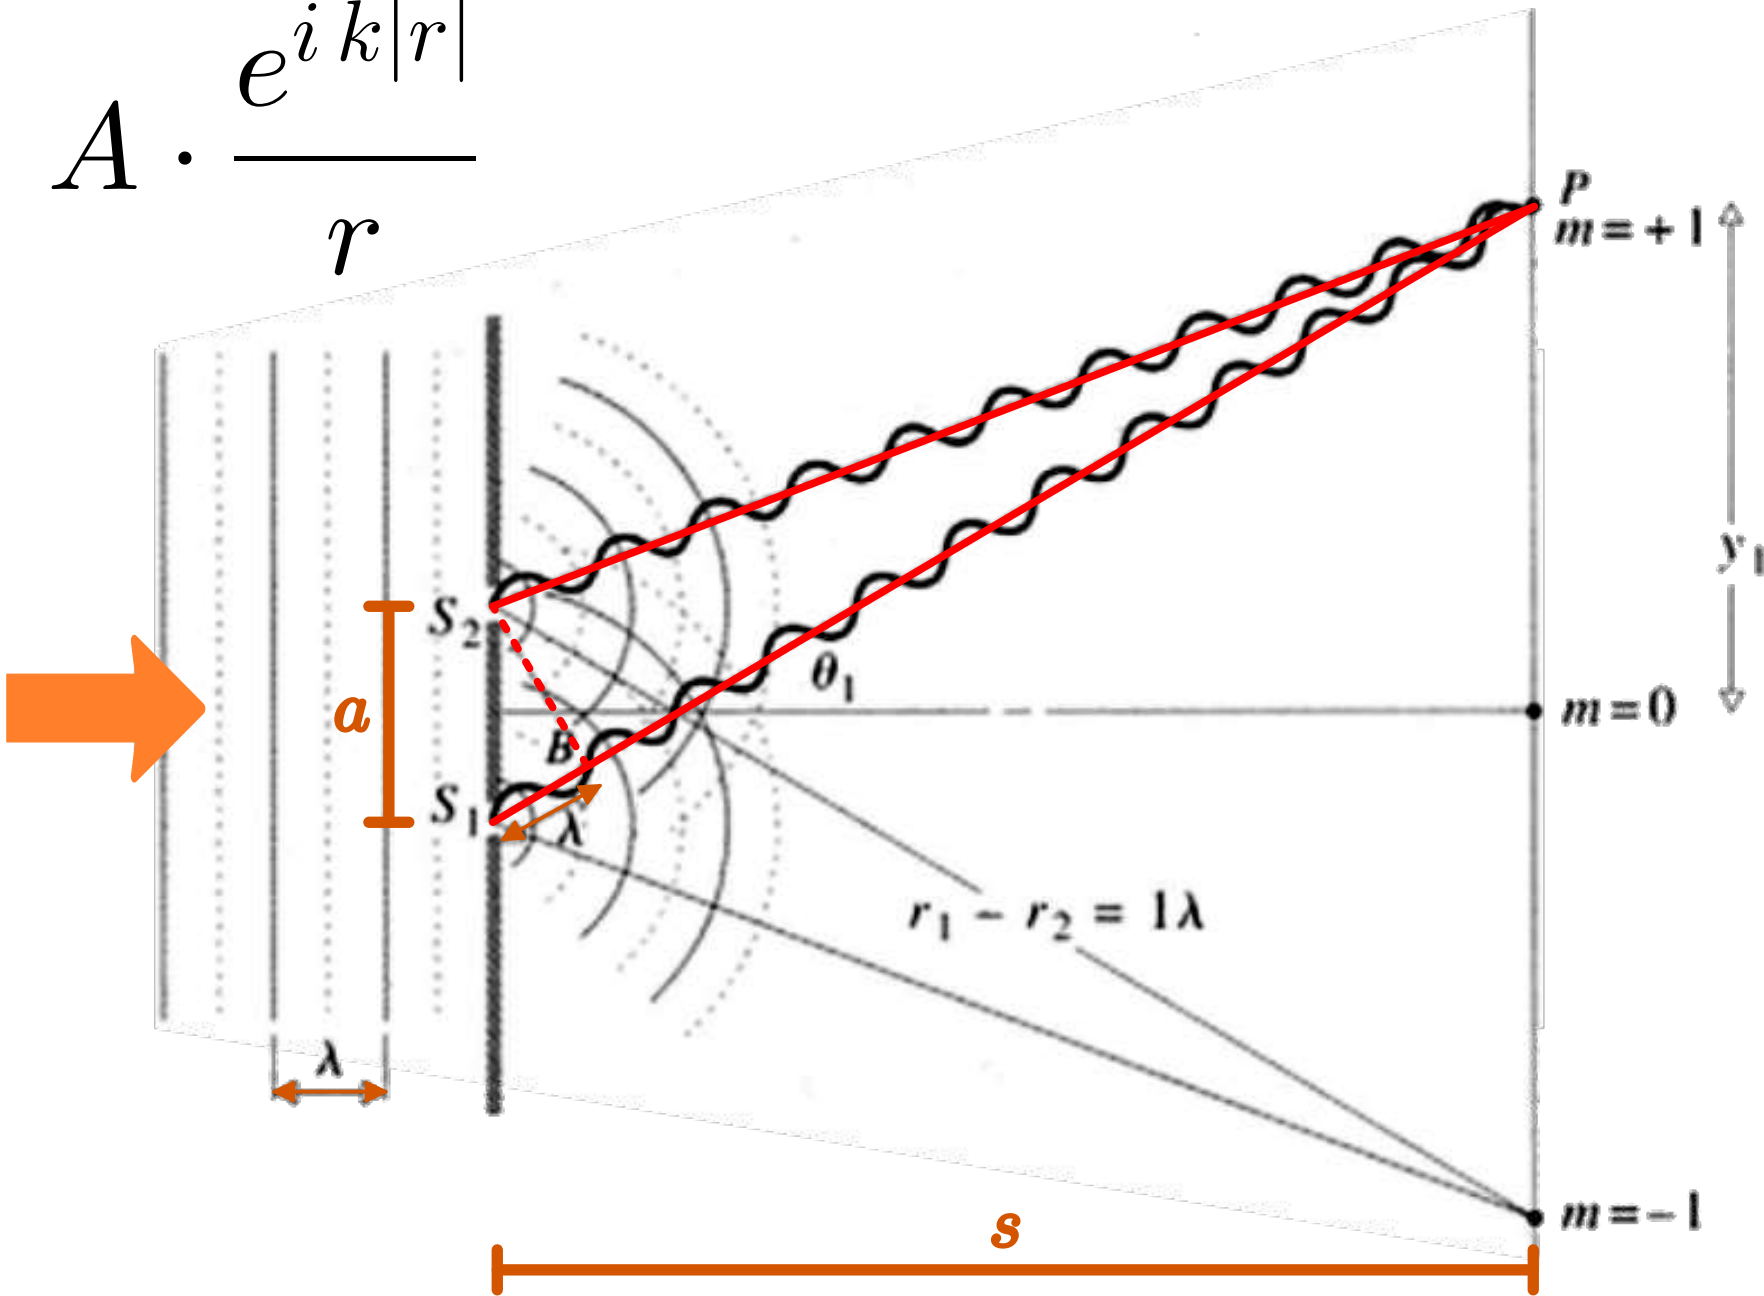 A · e^{i k|r|} / r
P
m = + 1
y₁
S₂
θ₁
a
m = 0
B
S₁
λ
r₁ − r₂ = 1λ
λ
m = − 1
s